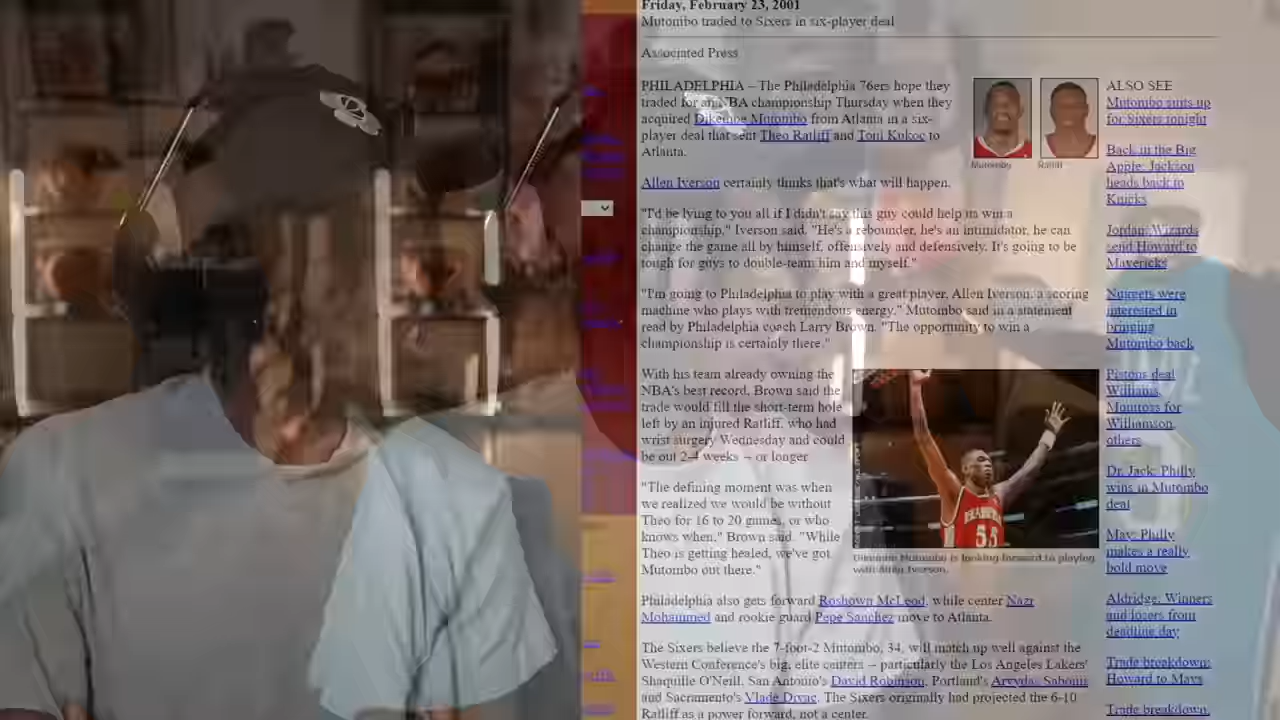 Friday, February 23, 2001
Mutombo traded to Sixers in six-player deal
Associated Press
PHILADELPHIA -- The Philadelphia 76ers hope they
traded for an NBA championship Thursday when they
acquired Dikembe Mutombo from Atlanta in a six-
player deal that sent Theo Ratliff and Toni Kukoc to
Atlanta.
Mutombo
Ratliff
Allen Iverson certainly thinks that's what will happen.
"I'd be lying to you all if I didn't say this guy could help us win a
championship," Iverson said. "He's a rebounder, he's an intimidator, he can
change the game all by himself, offensively and defensively. It's going to be
tough for guys to double-team him and myself."
"I'm going to Philadelphia to play with a great player, Allen Iverson, a scoring
machine who plays with tremendous energy," Mutombo said in a statement
read by Philadelphia coach Larry Brown. "The opportunity to win a
championship is certainly there."
With his team already owning the
NBA's best record, Brown said the
trade would fill the short-term hole
left by an injured Ratliff, who had
wrist surgery Wednesday and could
be out 2-4 weeks -- or longer
"The defining moment was when
we realized we would be without
Theo for 16 to 20 games, or who
knows when," Brown said. "While
Theo is getting healed, we've got
Mutombo out there."
55
Dikembe Mutombo is looking forward to playing
with Allen Iverson.
Philadelphia also gets forward Roshown McLeod, while center Nazr
Mohammed and rookie guard Pepe Sanchez move to Atlanta.
The Sixers believe the 7-foot-2 Mutombo, 34, will match up well against the
Western Conference's big, elite centers -- particularly the Los Angeles Lakers'
Shaquille O'Neill, San Antonio's David Robinson, Portland's Arvydas Sabonis
and Sacramento's Vlade Divac. The Sixers originally had projected the 6-10
Ratliff as a power forward, not a center.
ALSO SEE
Mutombo suits up
for Sixers tonight
Back in the Big
Apple: Jackson
heads back to
Knicks
Jordan: Wizards
send Howard to
Mavericks
Nuggets were
interested in
bringing
Mutombo back
Pistons deal
Williams,
Montross for
Williamson,
others
Dr. Jack: Philly
wins in Mutombo
deal
May: Philly
makes a really
bold move
Aldridge: Winners
and losers from
deadline day
Trade breakdown:
Howard to Mavs
Trade breakdown: